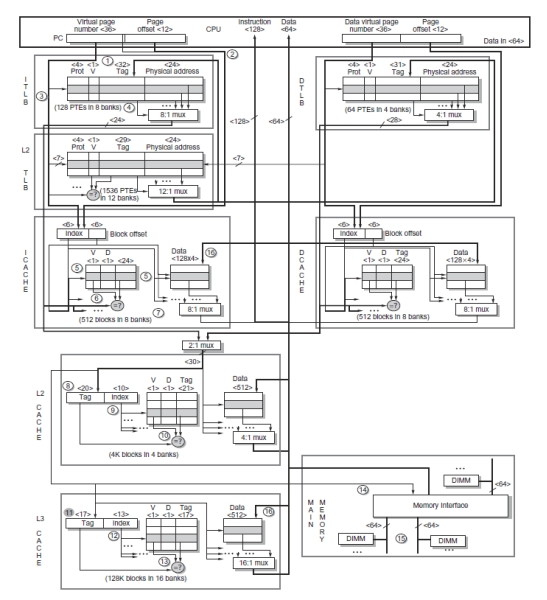 Virtual page number <36>
Page offset <12>
CPU
Instruction <128>
Data <64>
Data virtual page number <36>
Page offset <12>
PC
Data in <64>
ITLB
1
2
<4> <1> <32> <24>
Prot V Tag Physical address
3
(128 PTEs in 8 banks)
4
8:1 mux
<24>
DTLB
<4> <1> <31> <24>
Prot V Tag Physical address
(64 PTEs in 4 banks)
4:1 mux
<28>
<128>
<64>
L2 TLB
<4> <1> <29> <24>
Prot V Tag Physical address
<7>
<7>
=?
(1536 PTEs in 12 banks)
12:1 mux
ICACHE
<6> <6>
Index Block offset
V D
<1> <1> <24>
Data <128x4>
16
5
5
6
=?
7
(512 blocks in 8 banks)
8:1 mux
DCACHE
<6> <6>
Index Block offset
V D Tag
<1> <1> <24>
Data <128×4>
=?
(512 blocks in 8 banks)
8:1 mux
2:1 mux
<30>
L2 CACHE
8
<20> <10>
Tag Index
9
V D Tag
<1> <1> <21>
Data <512>
10
=?
(4K blocks in 4 banks)
4:1 mux
L3 CACHE
11
<17> <13>
Tag Index
12
V D Tag
<1> <1> <17>
Data <512>
16
13
=?
(128K blocks in 16 banks)
16:1 mux
MAIN MEMORY
DIMM
<64>
14
Memory Interface
<64> <64>
15
DIMM
DIMM